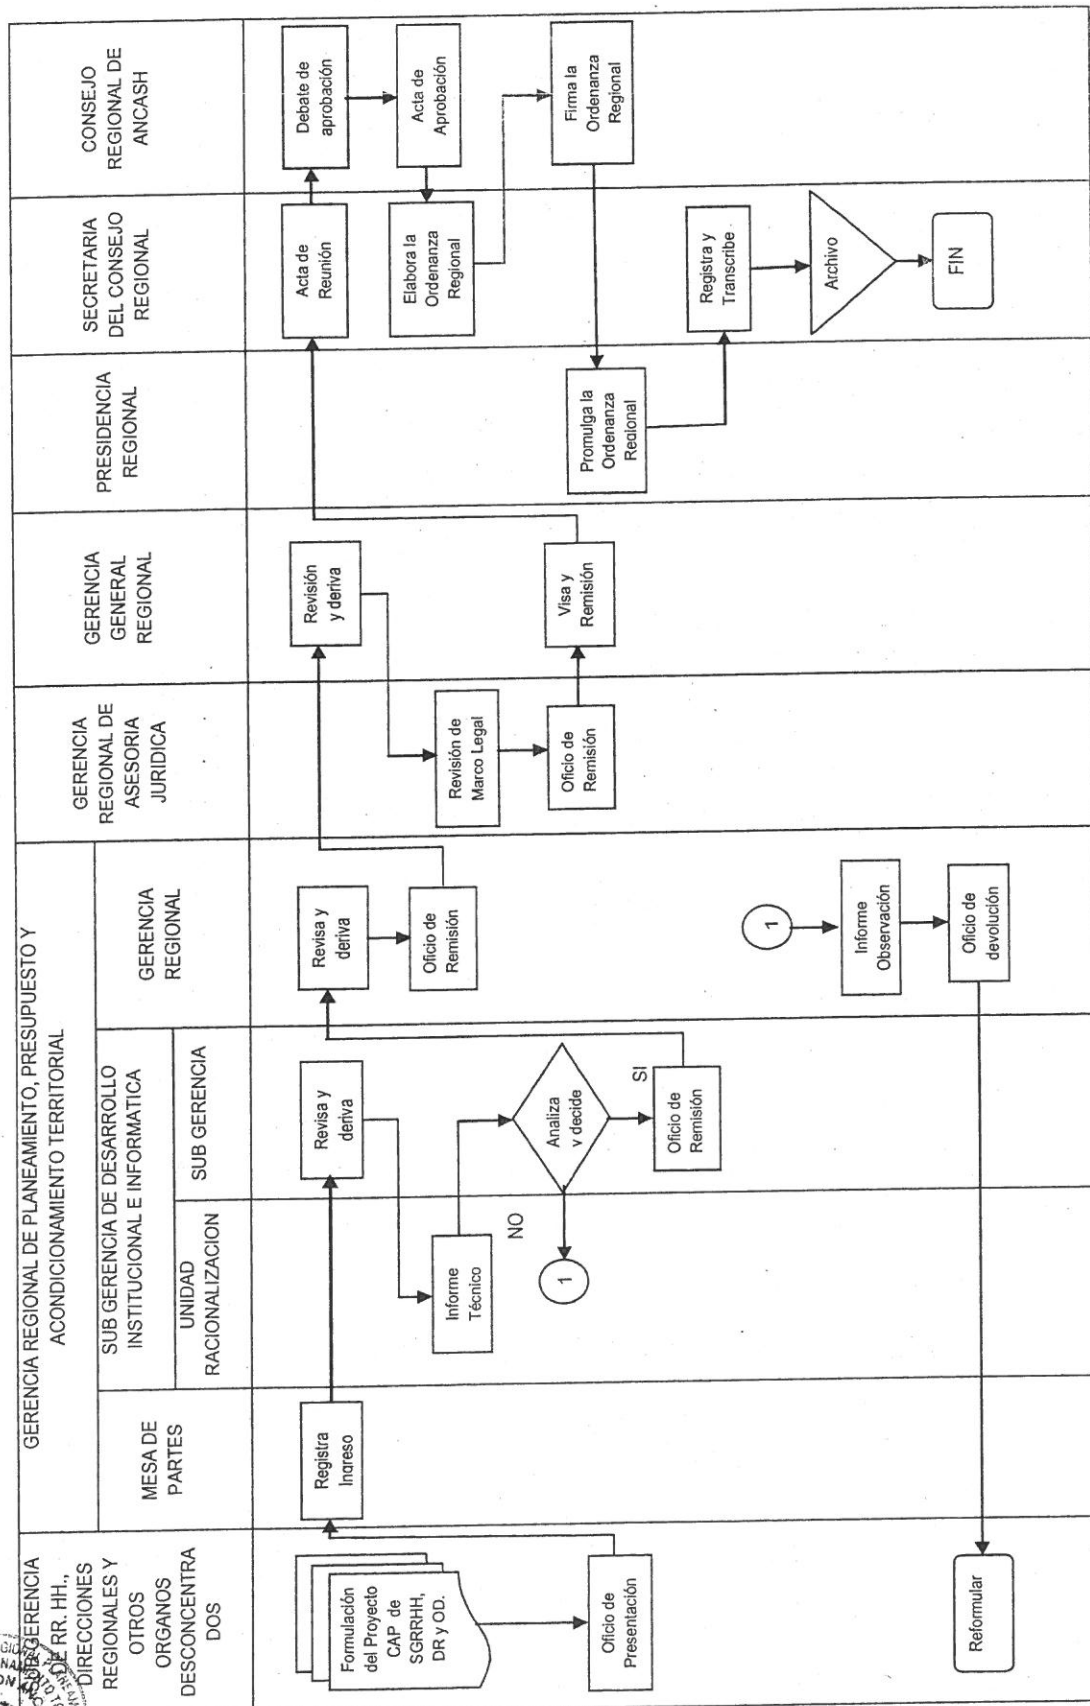 SUB GERENCIA
DE RR. HH.,
DIRECCIONES
REGIONALES Y
OTROS
ORGANOS
DESCONCENTRA
DOS
GERENCIA REGIONAL DE PLANEAMIENTO, PRESUPUESTO Y
ACONDICIONAMIENTO TERRITORIAL
MESA DE
PARTES
SUB GERENCIA DE DESARROLLO
INSTITUCIONAL E INFORMATICA
UNIDAD
RACIONALIZACION
SUB GERENCIA
GERENCIA
REGIONAL
GERENCIA
REGIONAL DE
ASESORIA
JURIDICA
GERENCIA
GENERAL
REGIONAL
PRESIDENCIA
REGIONAL
SECRETARIA
DEL CONSEJO
REGIONAL
CONSEJO
REGIONAL DE
ANCASH
Formulación
del Proyecto
CAP de
SGRRHH,
DR y OD.
Oficio de
Presentación
Reformular
Registra
Ingreso
Informe
Técnico
NO
1
Revisa y
deriva
Analiza
y decide
SI
Oficio de
Remisión
Revisa y
deriva
Oficio de
Remisión
1
Informe
Observación
Oficio de
devolución
Revisión de
Marco Legal
Oficio de
Remisión
Revisión
y deriva
Visa y
Remisión
Promulga la
Ordenanza
Regional
Acta de
Reunión
Elabora la
Ordenanza
Regional
Registra y
Transcribe
Archivo
FIN
Debate de
aprobación
Acta de
Aprobación
Firma la
Ordenanza
Regional